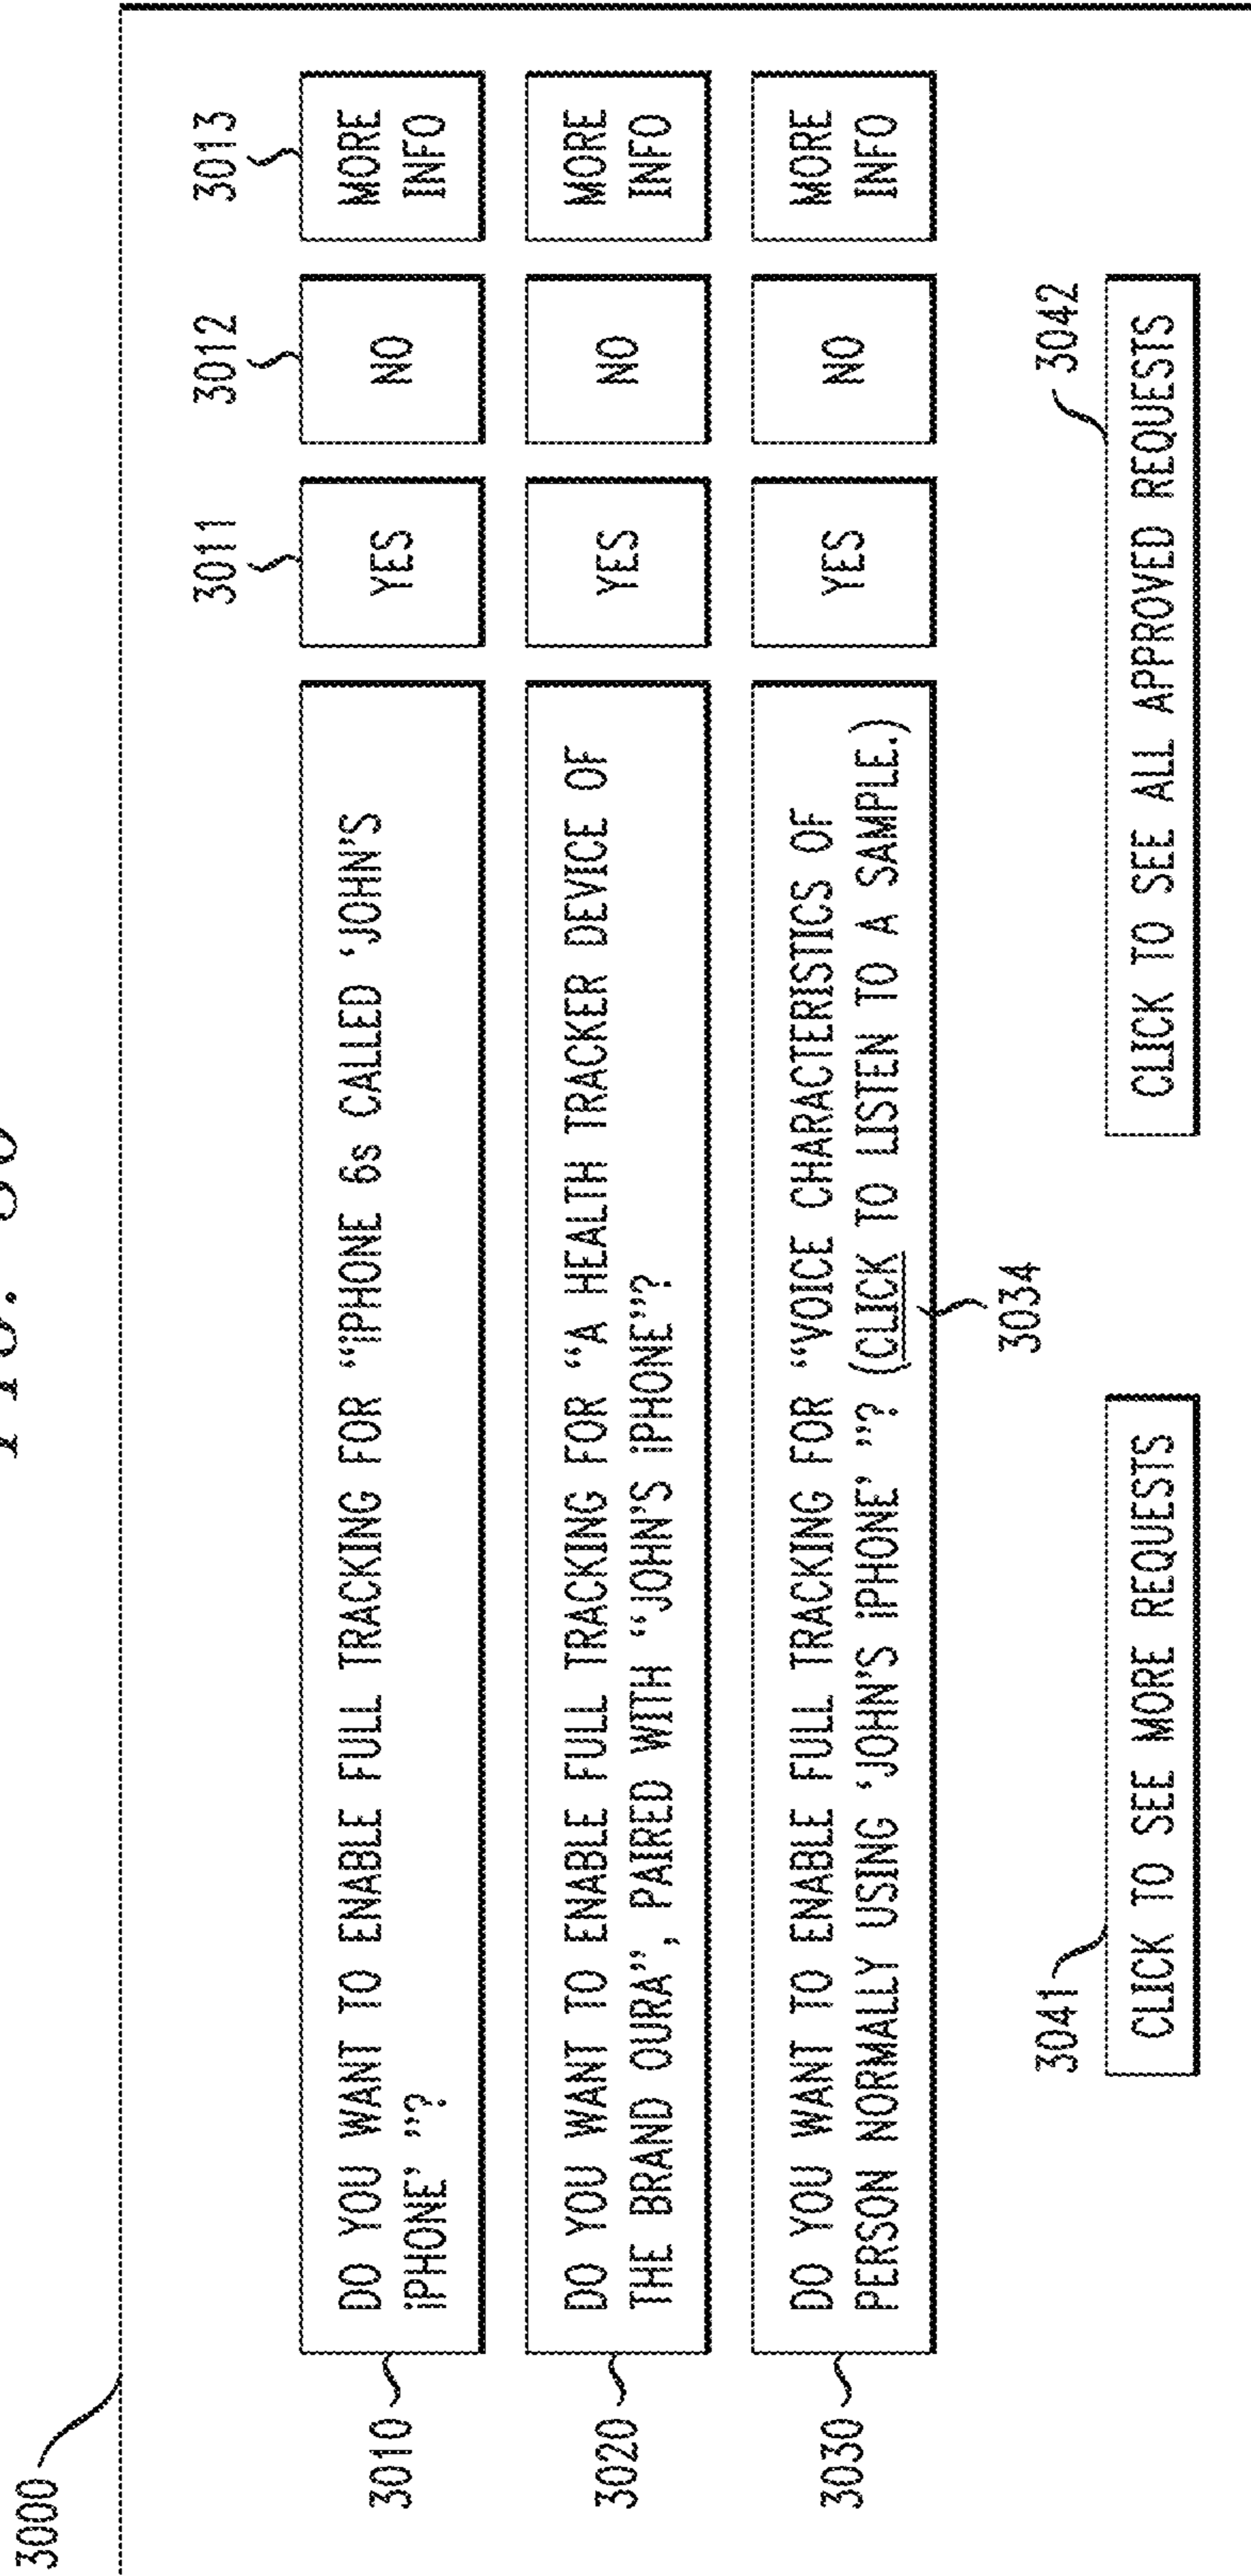 3000
3011
3012
3013
3010
DO YOU WANT TO ENABLE FULL TRACKING FOR “iPHONE 6s CALLED ‘JOHN’S
iPHONE’ ”?
YES
NO
MORE
INFO
3020
DO YOU WANT TO ENABLE FULL TRACKING FOR “A HEALTH TRACKER DEVICE OF
THE BRAND OURA”, PAIRED WITH “JOHN’S iPHONE”?
YES
NO
MORE
INFO
3030
DO YOU WANT TO ENABLE FULL TRACKING FOR “VOICE CHARACTERISTICS OF
PERSON NORMALLY USING ‘JOHN’S iPHONE’ ”? (CLICK TO LISTEN TO A SAMPLE.)
YES
NO
MORE
INFO
3034
3041
3042
CLICK TO SEE MORE REQUESTS
CLICK TO SEE ALL APPROVED REQUESTS